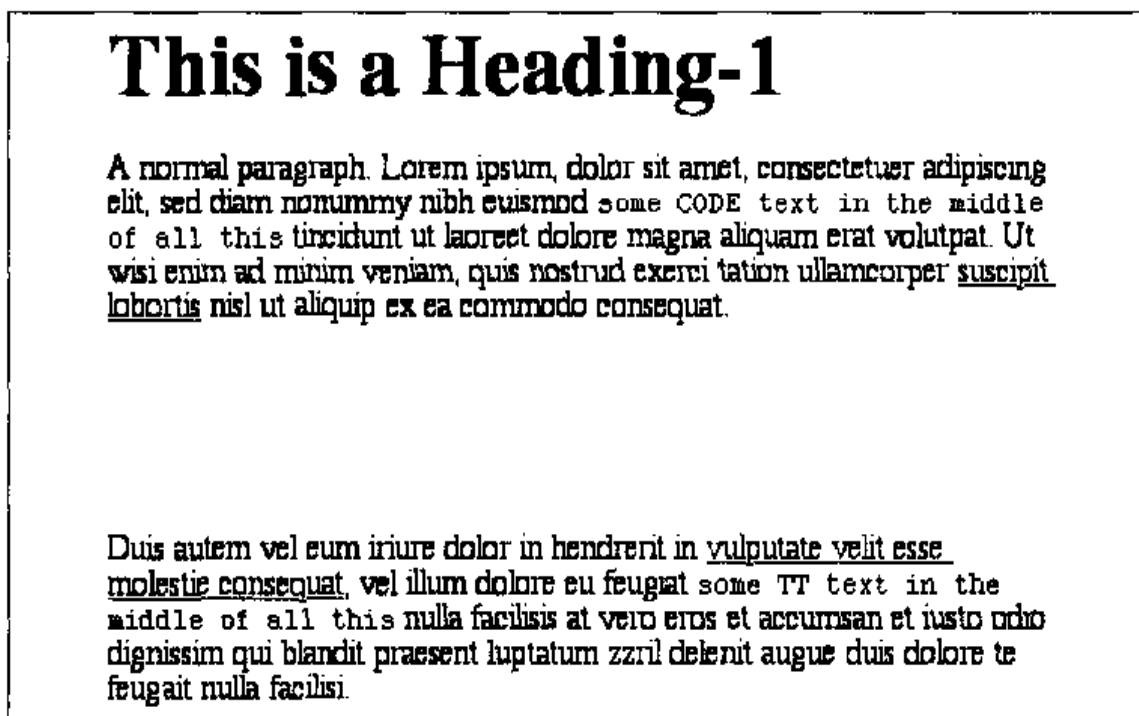 This is a Heading-1
A normal paragraph. Lorem ipsum, dolor sit amet, consectetuer adipiscing
elit, sed diam nonummy nibh euismod some CODE text in the middle
of all this tincidunt ut laoreet dolore magna aliquam erat volutpat. Ut
wisi enim ad minim veniam, quis nostrud exerci tation ullamcorper suscipit
lobortis nisl ut aliquip ex ea commodo consequat.
Duis autem vel eum iriure dolor in hendrerit in vulputate velit esse
molestie consequat, vel illum dolore eu feugiat some TT text in the
middle of all this nulla facilisis at vero eros et accumsan et iusto odio
dignissim qui blandit praesent luptatum zzril delenit augue duis dolore te
feugait nulla facilisi.